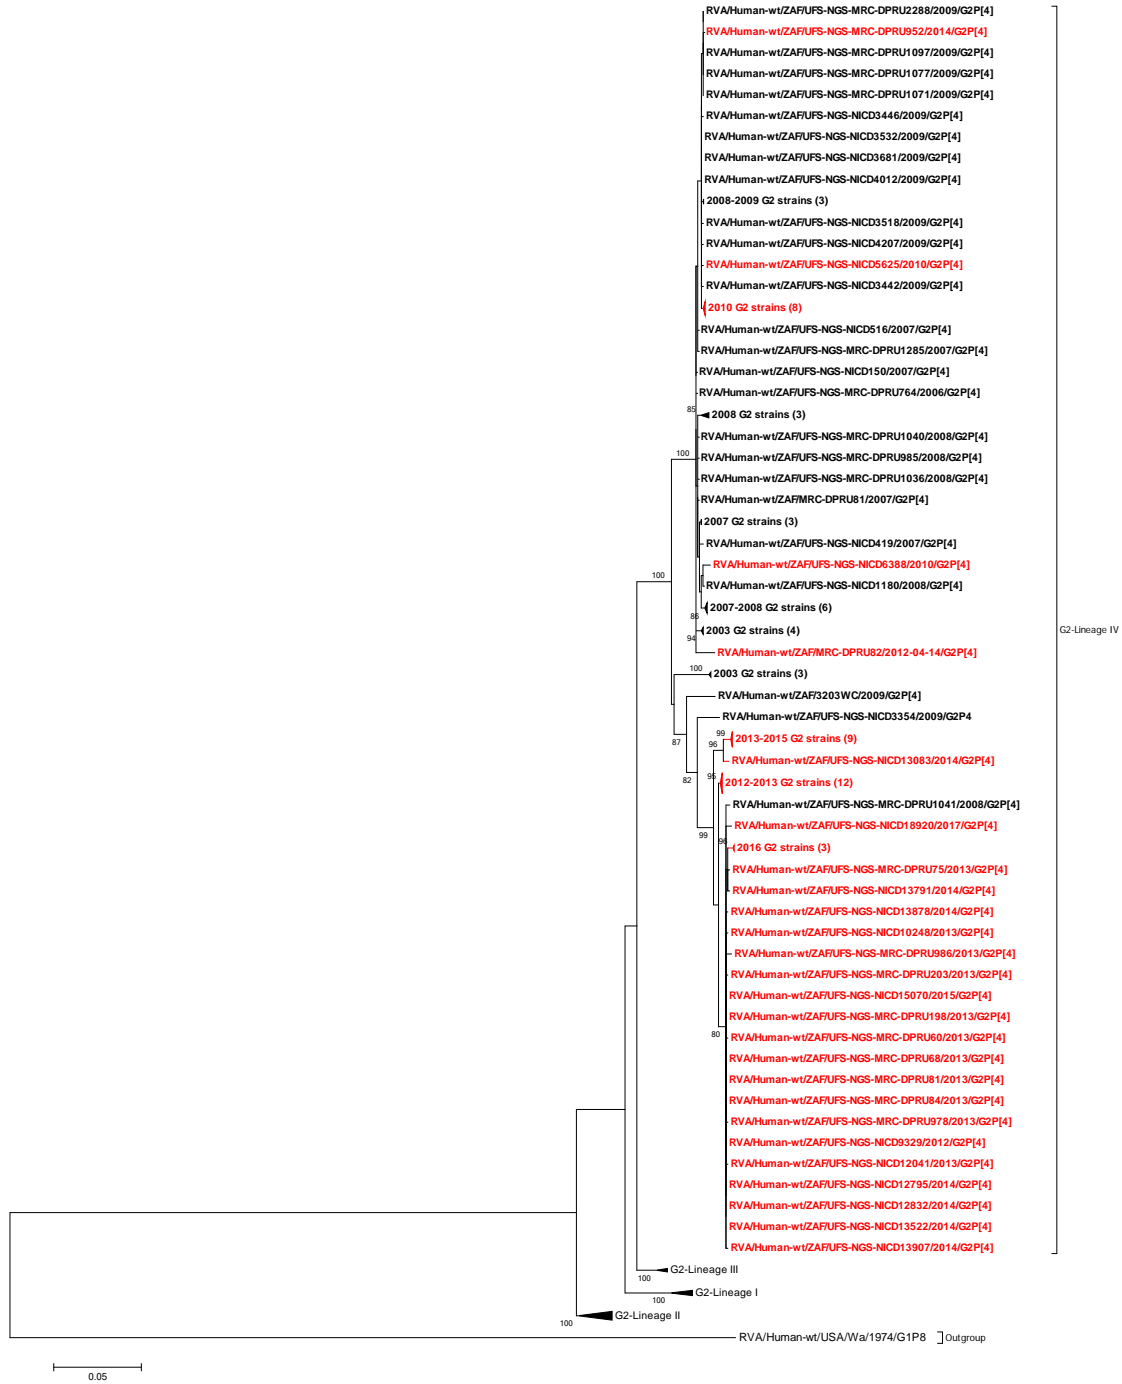 RVA/Human-wt/ZAF/UFS-NGS-MRC-DPRU2288/2009/G2P[4]
RVA/Human-wt/ZAF/UFS-NGS-MRC-DPRU952/2014/G2P[4]
RVA/Human-wt/ZAF/UFS-NGS-MRC-DPRU1097/2009/G2P[4]
RVA/Human-wt/ZAF/UFS-NGS-MRC-DPRU1077/2009/G2P[4]
RVA/Human-wt/ZAF/UFS-NGS-MRC-DPRU1071/2009/G2P[4]
RVA/Human-wt/ZAF/UFS-NGS-NICD3446/2009/G2P[4]
RVA/Human-wt/ZAF/UFS-NGS-NICD3532/2009/G2P[4]
RVA/Human-wt/ZAF/UFS-NGS-NICD3681/2009/G2P[4]
RVA/Human-wt/ZAF/UFS-NGS-NICD4012/2009/G2P[4]
2008-2009 G2 strains (3)
RVA/Human-wt/ZAF/UFS-NGS-NICD3518/2009/G2P[4]
RVA/Human-wt/ZAF/UFS-NGS-NICD4207/2009/G2P[4]
RVA/Human-wt/ZAF/UFS-NGS-NICD5625/2010/G2P[4]
RVA/Human-wt/ZAF/UFS-NGS-NICD3442/2009/G2P[4]
2010 G2 strains (8)
RVA/Human-wt/ZAF/UFS-NGS-NICD516/2007/G2P[4]
RVA/Human-wt/ZAF/UFS-NGS-MRC-DPRU1285/2007/G2P[4]
RVA/Human-wt/ZAF/UFS-NGS-NICD150/2007/G2P[4]
RVA/Human-wt/ZAF/UFS-NGS-MRC-DPRU764/2006/G2P[4]
85
2008 G2 strains (3)
RVA/Human-wt/ZAF/UFS-NGS-MRC-DPRU1040/2008/G2P[4]
100
RVA/Human-wt/ZAF/UFS-NGS-MRC-DPRU985/2008/G2P[4]
RVA/Human-wt/ZAF/UFS-NGS-MRC-DPRU1036/2008/G2P[4]
RVA/Human-wt/ZAF/MRC-DPRU81/2007/G2P[4]
2007 G2 strains (3)
RVA/Human-wt/ZAF/UFS-NGS-NICD419/2007/G2P[4]
RVA/Human-wt/ZAF/UFS-NGS-NICD6388/2010/G2P[4]
100
RVA/Human-wt/ZAF/UFS-NGS-NICD1180/2008/G2P[4]
2007-2008 G2 strains (6)
86
2003 G2 strains (4)
G2-Lineage IV
94
RVA/Human-wt/ZAF/MRC-DPRU82/2012-04-14/G2P[4]
100
2003 G2 strains (3)
RVA/Human-wt/ZAF/3203WC/2009/G2P[4]
RVA/Human-wt/ZAF/UFS-NGS-NICD3354/2009/G2P4
99
2013-2015 G2 strains (9)
87
96
RVA/Human-wt/ZAF/UFS-NGS-NICD13083/2014/G2P[4]
82
95
2012-2013 G2 strains (12)
RVA/Human-wt/ZAF/UFS-NGS-MRC-DPRU1041/2008/G2P[4]
RVA/Human-wt/ZAF/UFS-NGS-NICD18920/2017/G2P[4]
99
2016 G2 strains (3)
RVA/Human-wt/ZAF/UFS-NGS-MRC-DPRU75/2013/G2P[4]
RVA/Human-wt/ZAF/UFS-NGS-NICD13791/2014/G2P[4]
RVA/Human-wt/ZAF/UFS-NGS-NICD13878/2014/G2P[4]
RVA/Human-wt/ZAF/UFS-NGS-NICD10248/2013/G2P[4]
RVA/Human-wt/ZAF/UFS-NGS-MRC-DPRU986/2013/G2P[4]
RVA/Human-wt/ZAF/UFS-NGS-MRC-DPRU203/2013/G2P[4]
RVA/Human-wt/ZAF/UFS-NGS-NICD15070/2015/G2P[4]
RVA/Human-wt/ZAF/UFS-NGS-MRC-DPRU198/2013/G2P[4]
80
RVA/Human-wt/ZAF/UFS-NGS-MRC-DPRU60/2013/G2P[4]
RVA/Human-wt/ZAF/UFS-NGS-MRC-DPRU68/2013/G2P[4]
RVA/Human-wt/ZAF/UFS-NGS-MRC-DPRU81/2013/G2P[4]
RVA/Human-wt/ZAF/UFS-NGS-MRC-DPRU84/2013/G2P[4]
RVA/Human-wt/ZAF/UFS-NGS-MRC-DPRU978/2013/G2P[4]
RVA/Human-wt/ZAF/UFS-NGS-NICD9329/2012/G2P[4]
RVA/Human-wt/ZAF/UFS-NGS-NICD12041/2013/G2P[4]
RVA/Human-wt/ZAF/UFS-NGS-NICD12795/2014/G2P[4]
RVA/Human-wt/ZAF/UFS-NGS-NICD12832/2014/G2P[4]
RVA/Human-wt/ZAF/UFS-NGS-NICD13522/2014/G2P[4]
RVA/Human-wt/ZAF/UFS-NGS-NICD13907/2014/G2P[4]
G2-Lineage III
100
G2-Lineage I
100
G2-Lineage II
100
RVA/Human-wt/USA/Wa/1974/G1P8
Outgroup
0.05